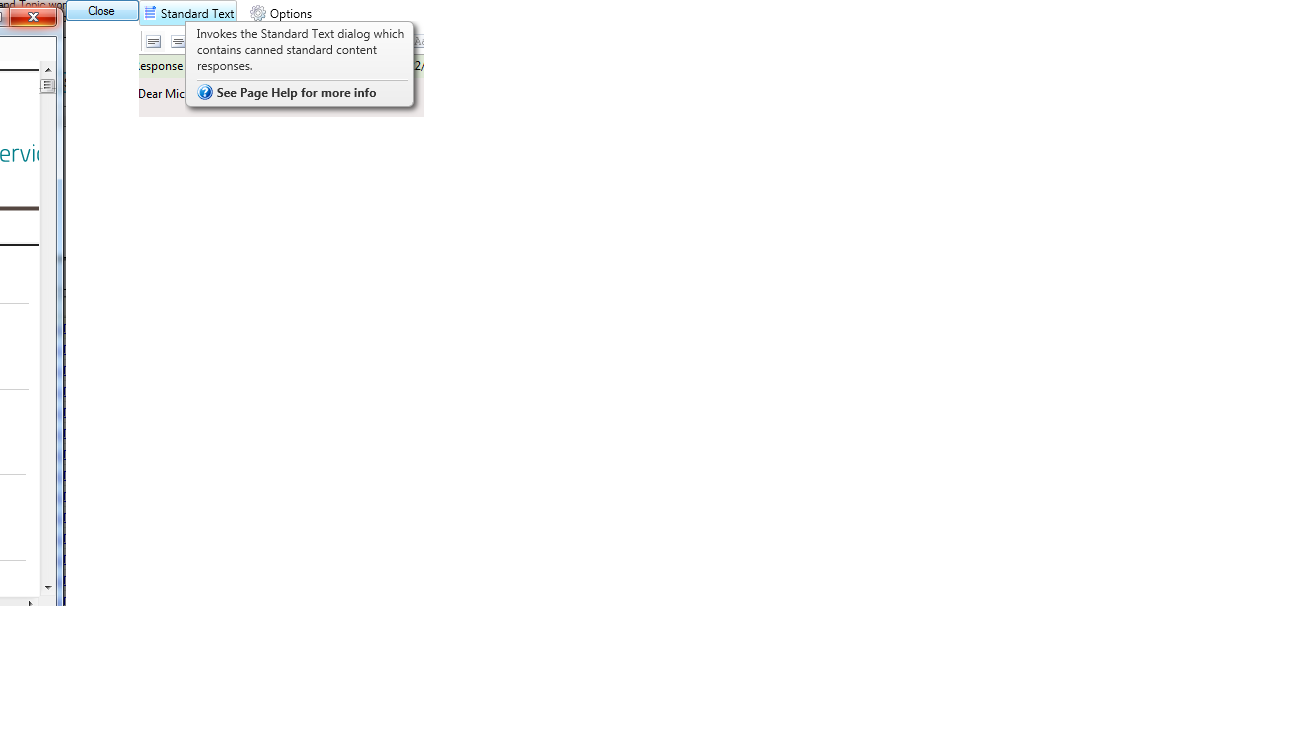 and Topic wor
Close
Standard Text
Options
Invokes the Standard Text dialog which
contains canned standard content
responses.
See Page Help for more info
esponse
2/
Dear Mic
ervic